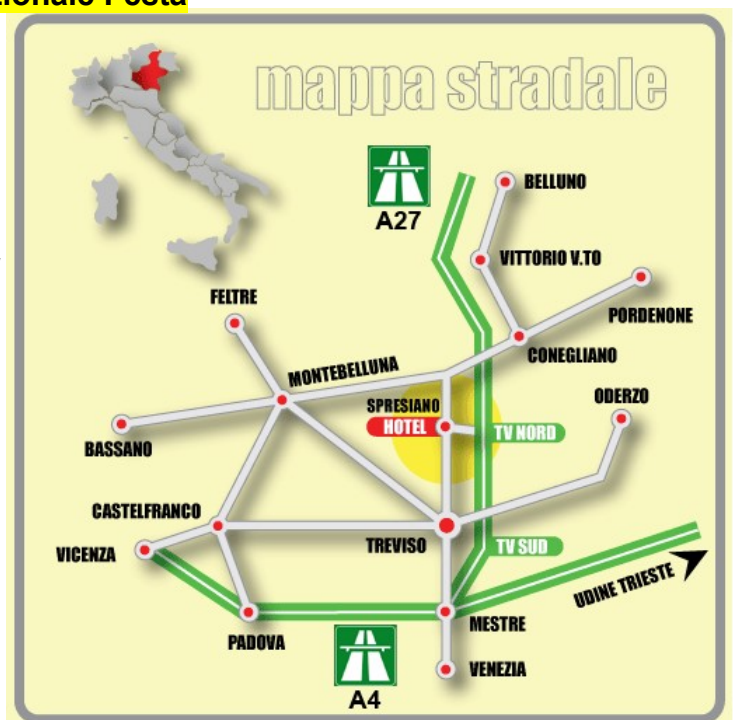 mappa stradale
A27
BELLUNO
VITTORIO V.TO
PORDENONE
FELTRE
CONEGLIANO
MONTEBELLUNA
ODERZO
SPRESIANO
HOTEL
TV NORD
BASSANO
CASTELFRANCO
VICENZA
TREVISO
TV SUD
UDINE TRIESTE
MESTRE
PADOVA
VENEZIA
A4